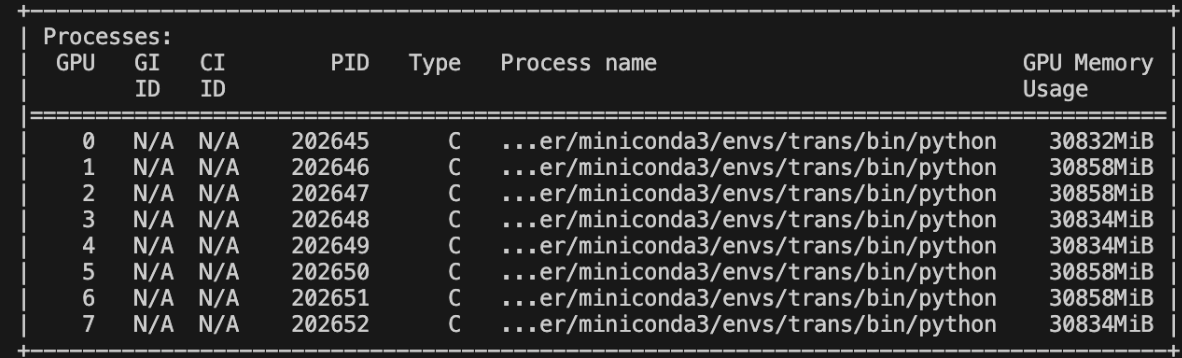 Processes:
GPU GI CI PID Type Process name GPU Memory
ID ID Usage
0 N/A N/A 202645 C ...er/miniconda3/envs/trans/bin/python 30832MiB
1 N/A N/A 202646 C ...er/miniconda3/envs/trans/bin/python 30858MiB
2 N/A N/A 202647 C ...er/miniconda3/envs/trans/bin/python 30858MiB
3 N/A N/A 202648 C ...er/miniconda3/envs/trans/bin/python 30834MiB
4 N/A N/A 202649 C ...er/miniconda3/envs/trans/bin/python 30834MiB
5 N/A N/A 202650 C ...er/miniconda3/envs/trans/bin/python 30858MiB
6 N/A N/A 202651 C ...er/miniconda3/envs/trans/bin/python 30858MiB
7 N/A N/A 202652 C ...er/miniconda3/envs/trans/bin/python 30834MiB